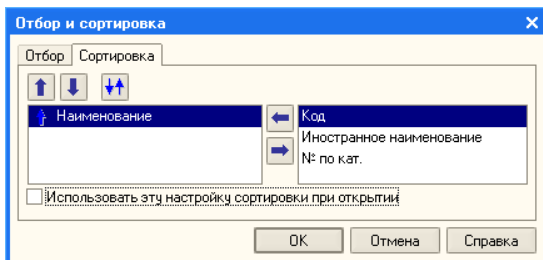 Отбор и сортировка
Отбор Сортировка
Наименование
Код
Иностранное наименование
№ по кат.
Использовать эту настройку сортировки при открытии
OK Отмена Справка